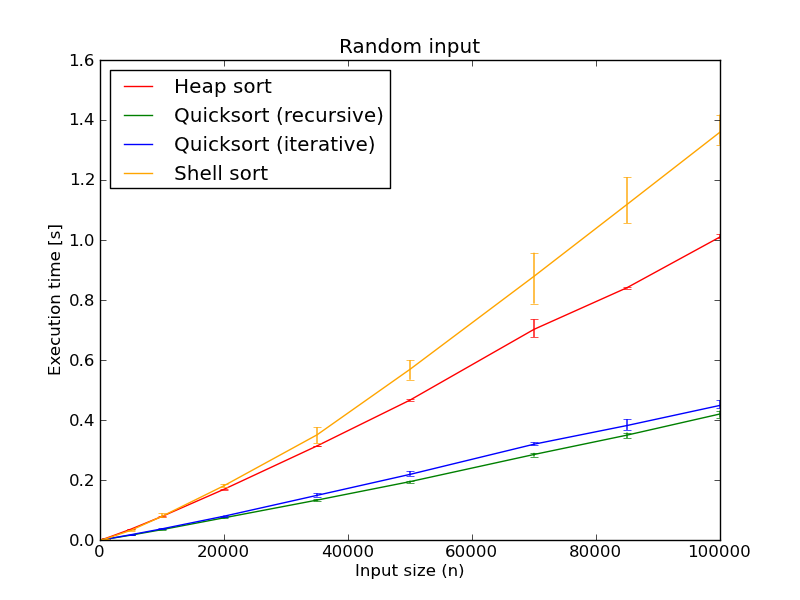 Random input
1.6
1.4
1.2
1.0
0.8
0.6
0.4
0.2
0.0
Execution time [s]
Heap sort
Quicksort (recursive)
Quicksort (iterative)
Shell sort
0 20000 40000 60000 80000 100000
Input size (n)